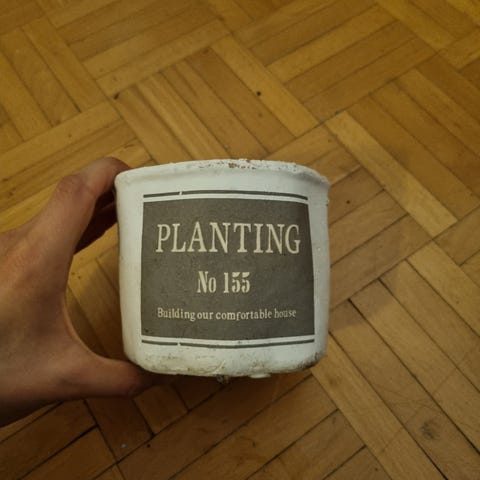 PLANTING
No 155
Building our comfortable house